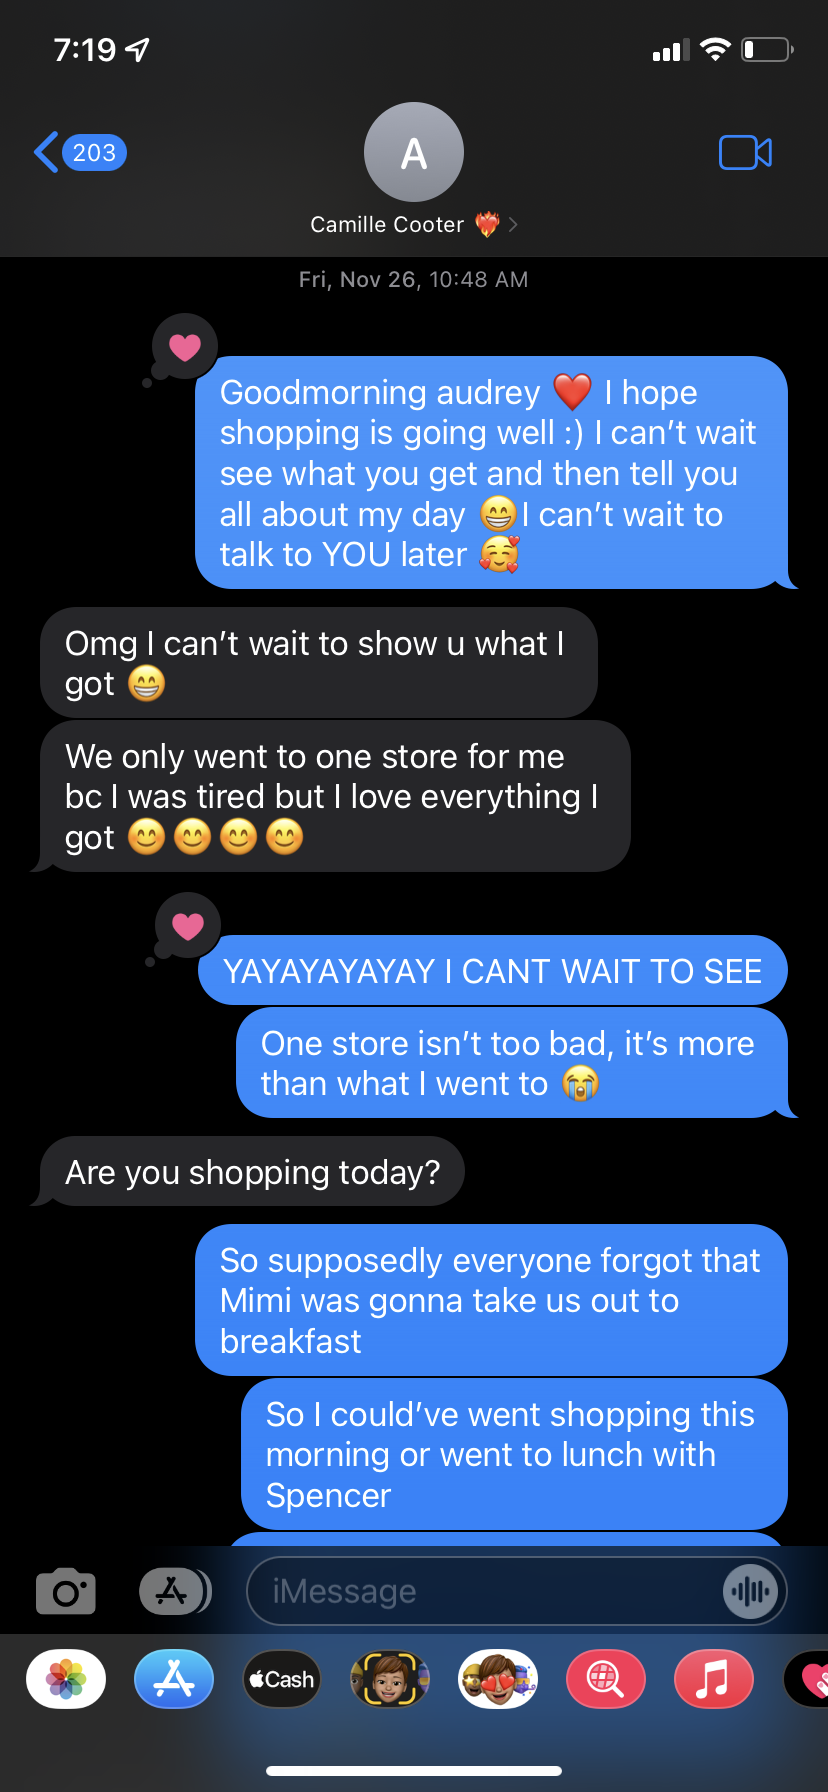 7:19
203
A
Camille Cooter ❤️‍🔥
Fri, Nov 26, 10:48 AM
Goodmorning audrey ❤️ I hope
shopping is going well :) I can't wait
see what you get and then tell you
all about my day 😁I can't wait to
talk to YOU later 🥰
Omg I can't wait to show u what I
got 😁
We only went to one store for me
bc I was tired but I love everything I
got 😊😊😊😊
YAYAYAYAYAY I CANT WAIT TO SEE
One store isn't too bad, it's more
than what I went to 😭
Are you shopping today?
So supposedly everyone forgot that
Mimi was gonna take us out to
breakfast
So I could've went shopping this
morning or went to lunch with
Spencer
iMessage
Cash